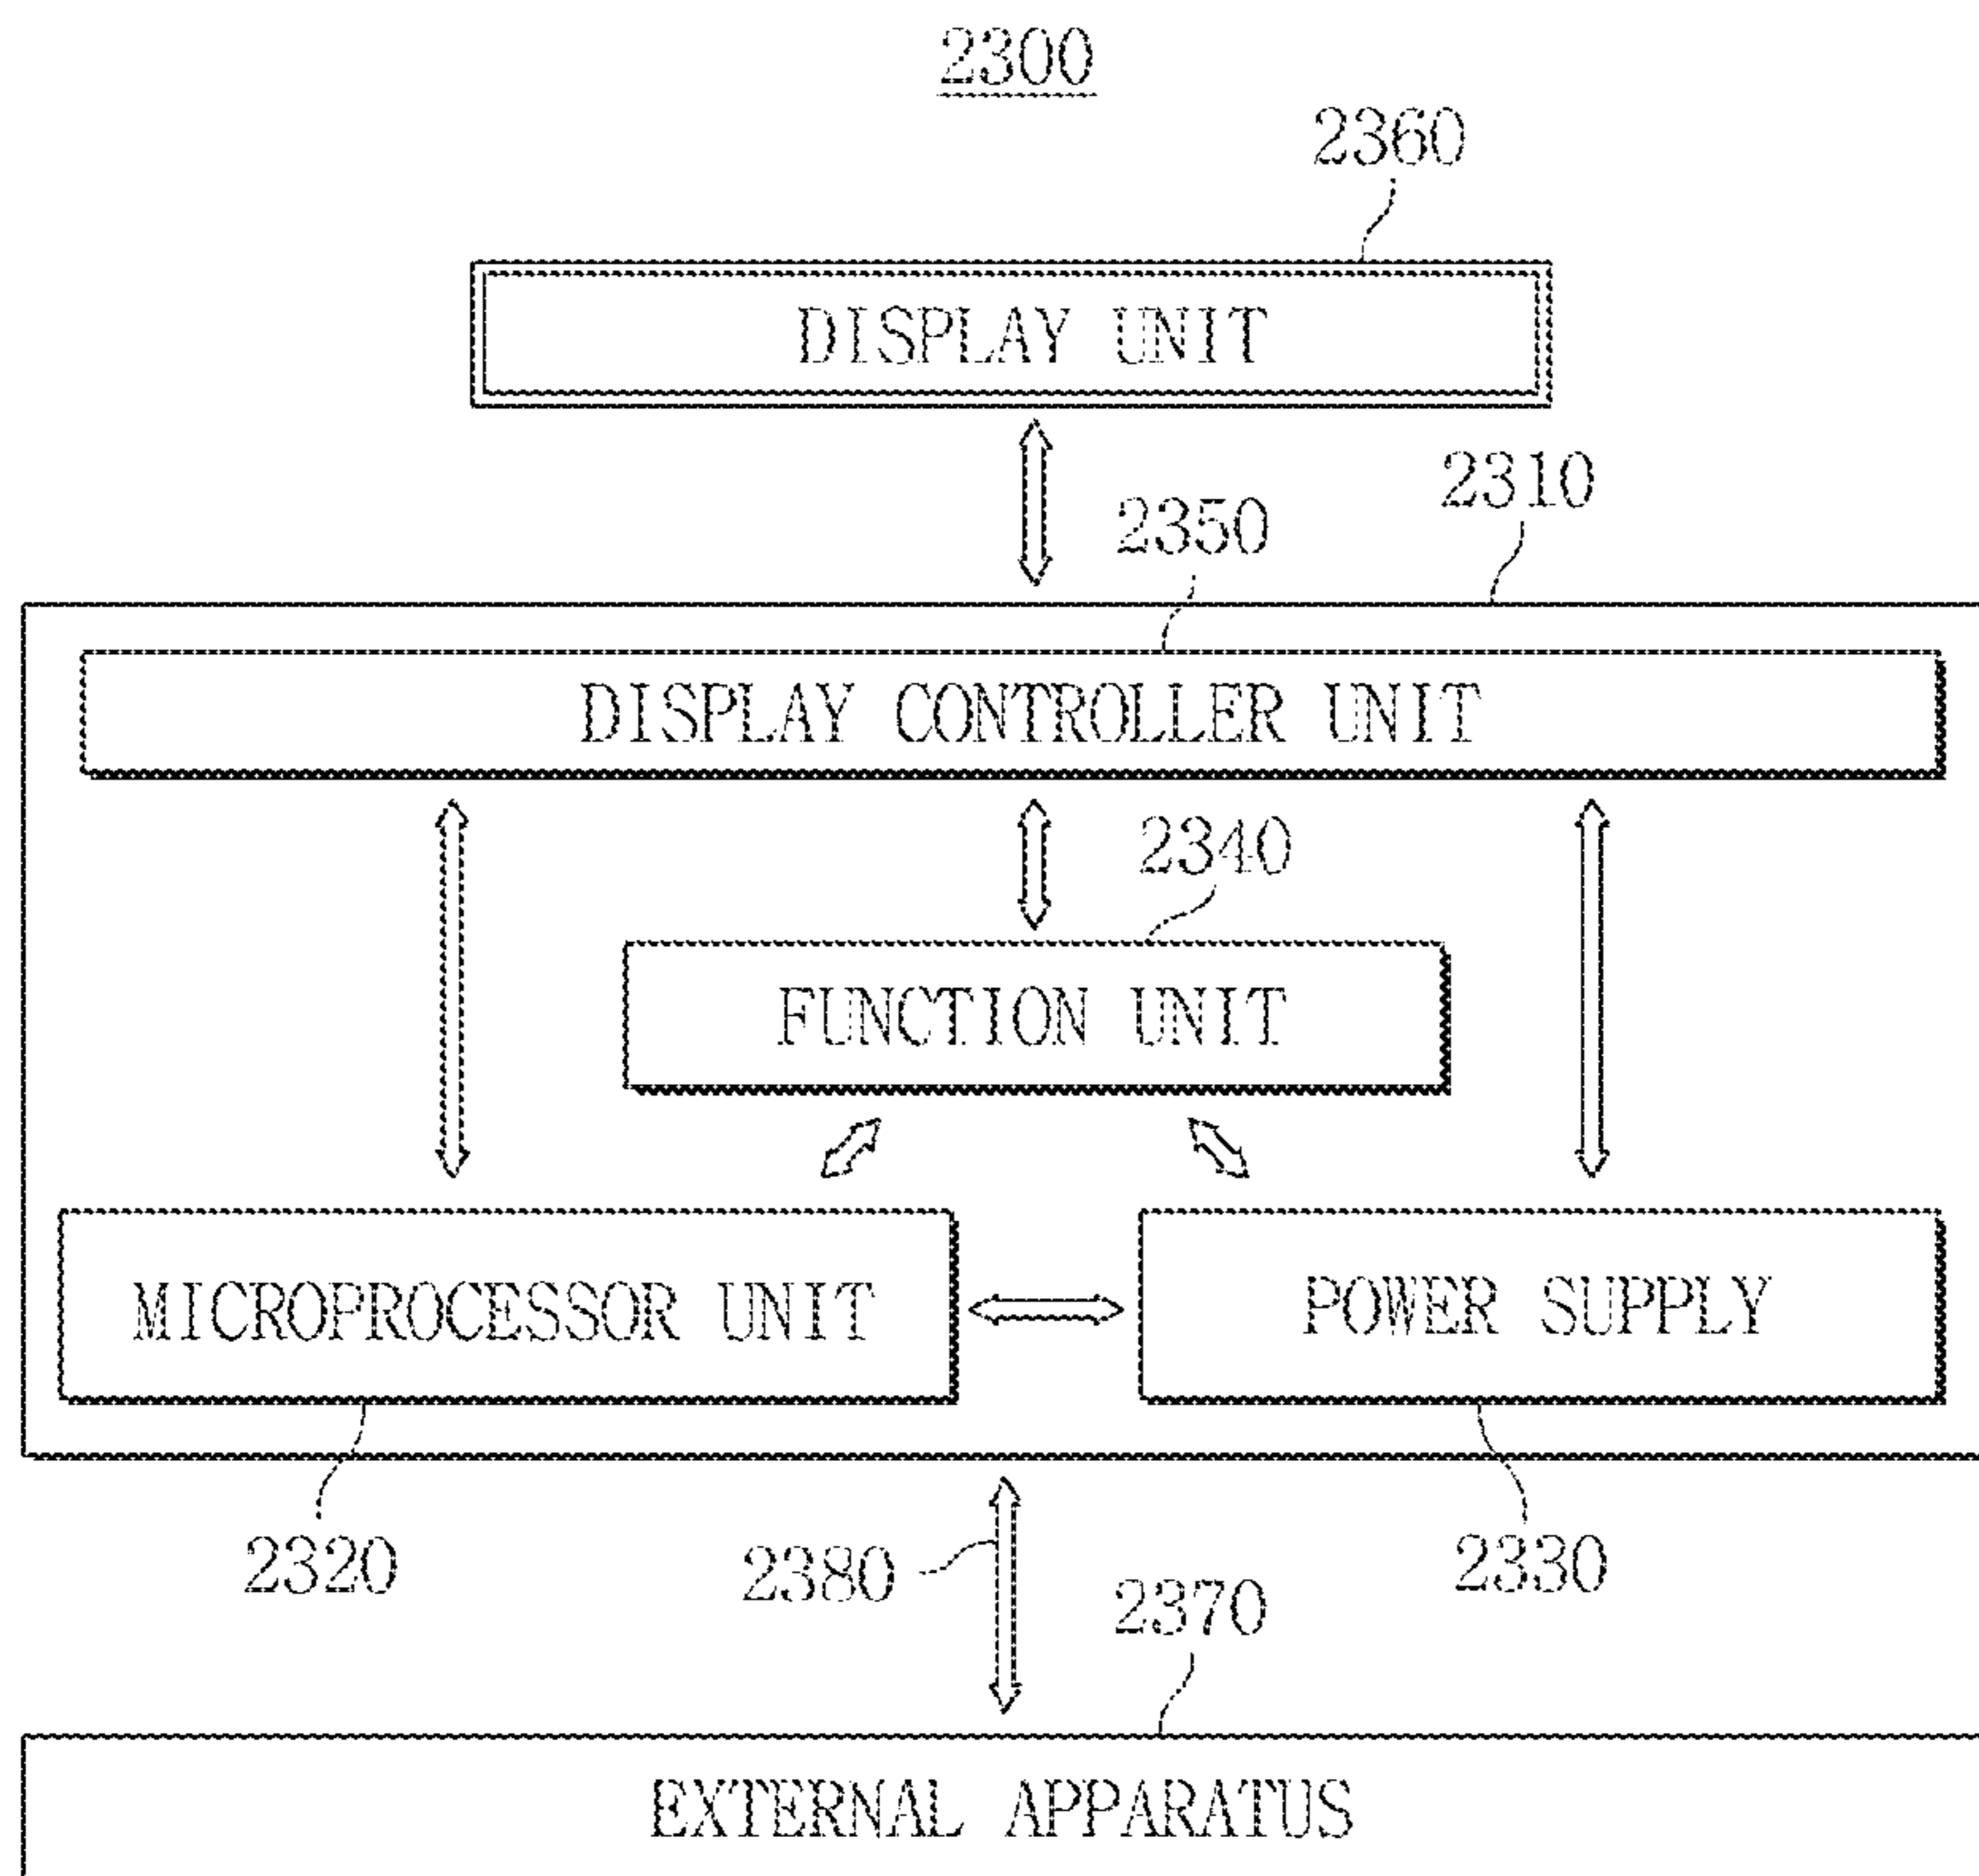 2300
2360
DISPLAY UNIT
2310
2350
DISPLAY CONTROLLER UNIT
2340
FUNCTION UNIT
MICROPROCESSOR UNIT
POWER SUPPLY
2320
2380
2330
2370
EXTERNAL APPARATUS